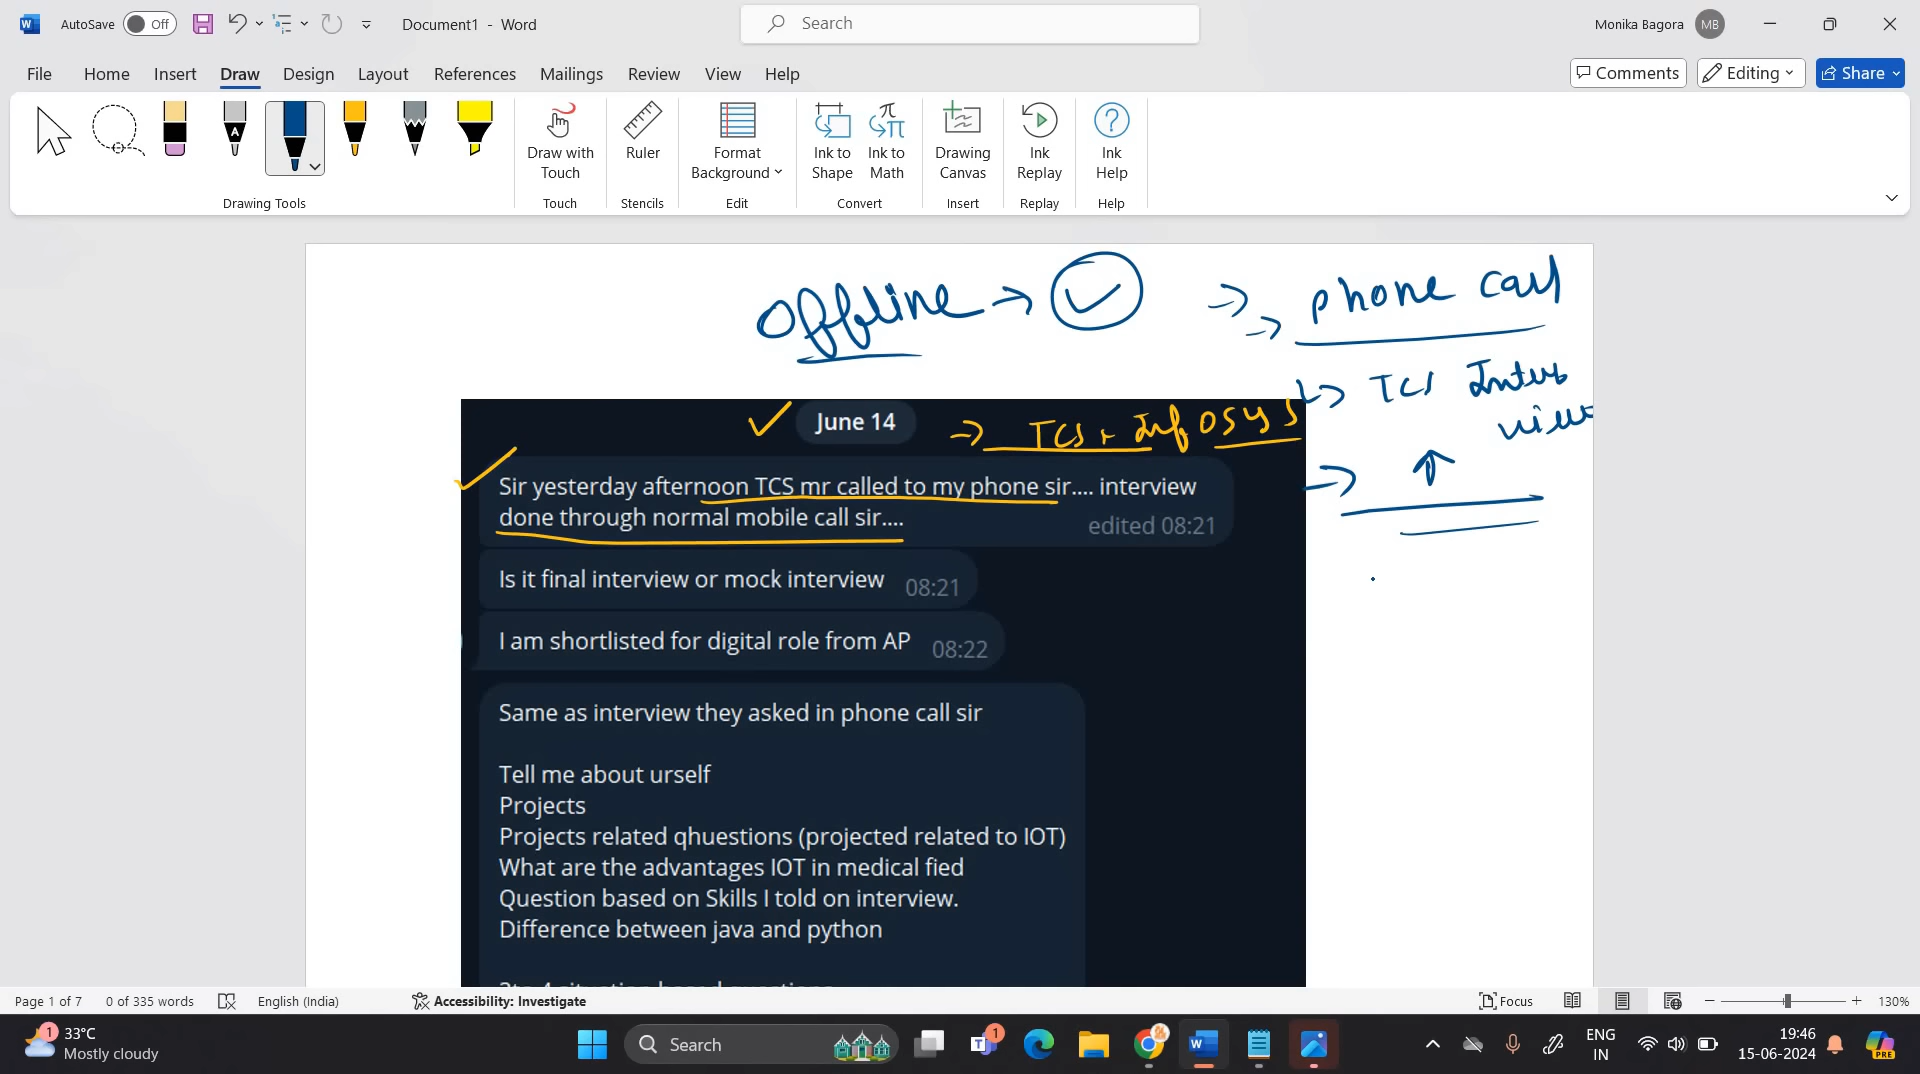 AutoSave Off Document1 - Word Search Monika Bagora MB
File Home Insert Draw Design Layout References Mailings Review View Help Comments Editing Share
A
Draw with Touch
Ruler
Format Background
Ink to Shape
Ink to Math
Drawing Canvas
Ink Replay
Ink Help
Drawing Tools Touch Stencils Edit Convert Insert Replay Help
Offline → ✓ → → phone call
↳ TCS Inter
view
✓ June 14 → TCS + Infosys
Sir yesterday afternoon TCS mr called to my phone sir.... interview
done through normal mobile call sir....
edited 08:21
Is it final interview or mock interview 08:21
I am shortlisted for digital role from AP 08:22
Same as interview they asked in phone call sir
Tell me about urself
Projects
Projects related qhuestions (projected related to IOT)
What are the advantages IOT in medical fied
Question based on Skills I told on interview.
Difference between java and python
Page 1 of 7 0 of 335 words English (India) Accessibility: Investigate Focus 130%
1 33°C
Mostly cloudy
Search
1
ENG
IN
19:46
15-06-2024
PRE